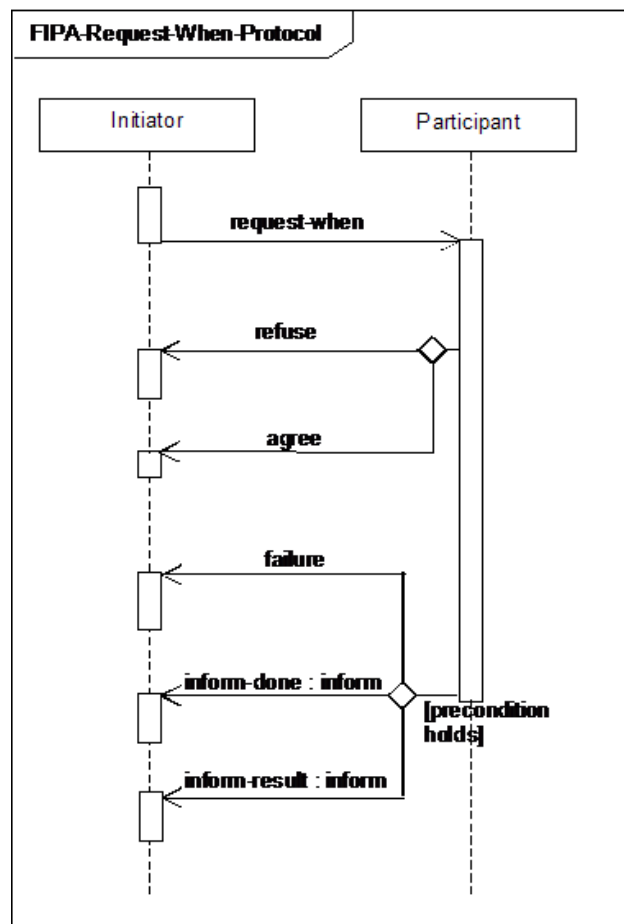 FIPA-Request-When-Protocol
Initiator
Participant
request-when
refuse
agree
failure
inform-done : inform
[precondition
holds]
inform-result : inform